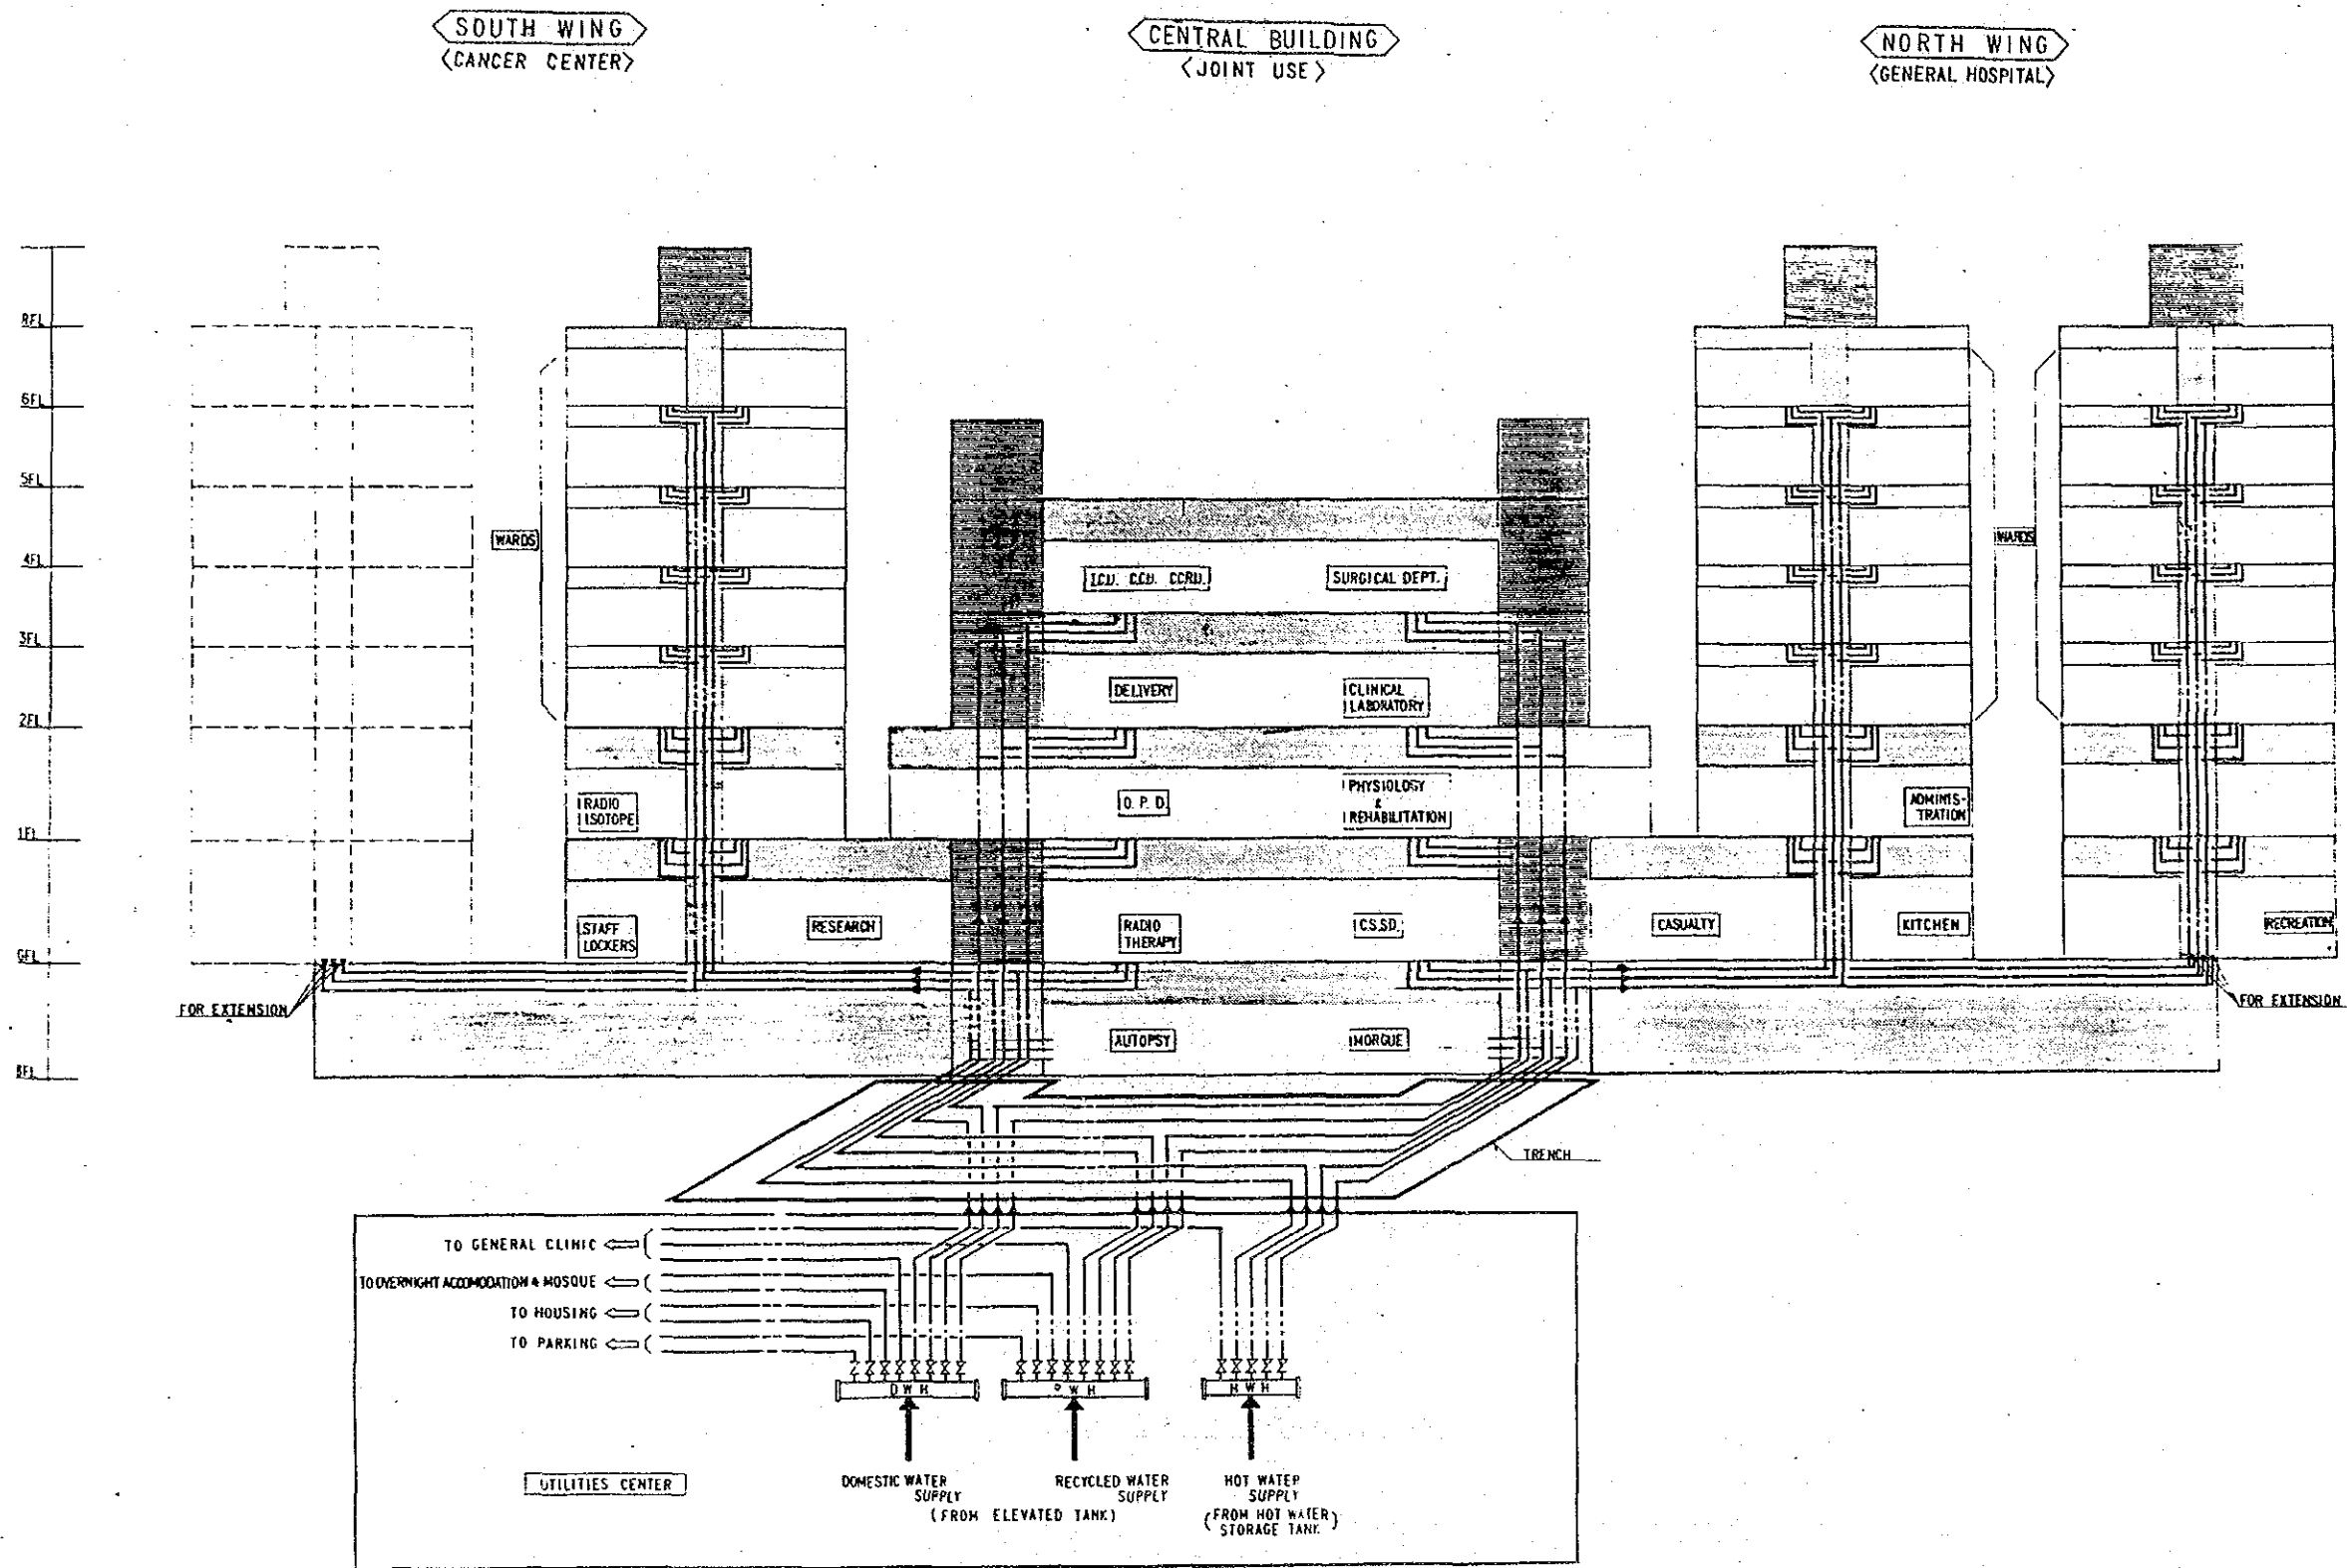 SOUTH WING
<CANCER CENTER>
CENTRAL BUILDING
<JOINT USE>
NORTH WING
<GENERAL HOSPITAL>
RFL
6FL
5FL
4FL
3FL
2FL
1FL
GFL
BFL
WARDS
WARDS
I.C.U. C.C.U. CCRU.
SURGICAL DEPT.
DELIVERY
CLINICAL
LABORATORY
RADIO
ISOTOPE
O. P. D.
PHYSIOLOGY
&
REHABILITATION
ADMINIS-
TRATION
STAFF
LOCKERS
RESEARCH
RADIO
THERAPY
C.S.S.D.
CASUALTY
KITCHEN
RECREATION
FOR EXTENSION
FOR EXTENSION
AUTOPSY
MORGUE
TRENCH
TO GENERAL CLINIC
TO OVERNIGHT ACCOMODATION & MOSQUE
TO HOUSING
TO PARKING
D W H
W H
H W H
DOMESTIC WATER
SUPPLY
RECYCLED WATER
SUPPLY
(FROM ELEVATED TANK)
HOT WATER
SUPPLY
(FROM HOT WATER)
STORAGE TANK
UTILITIES CENTER